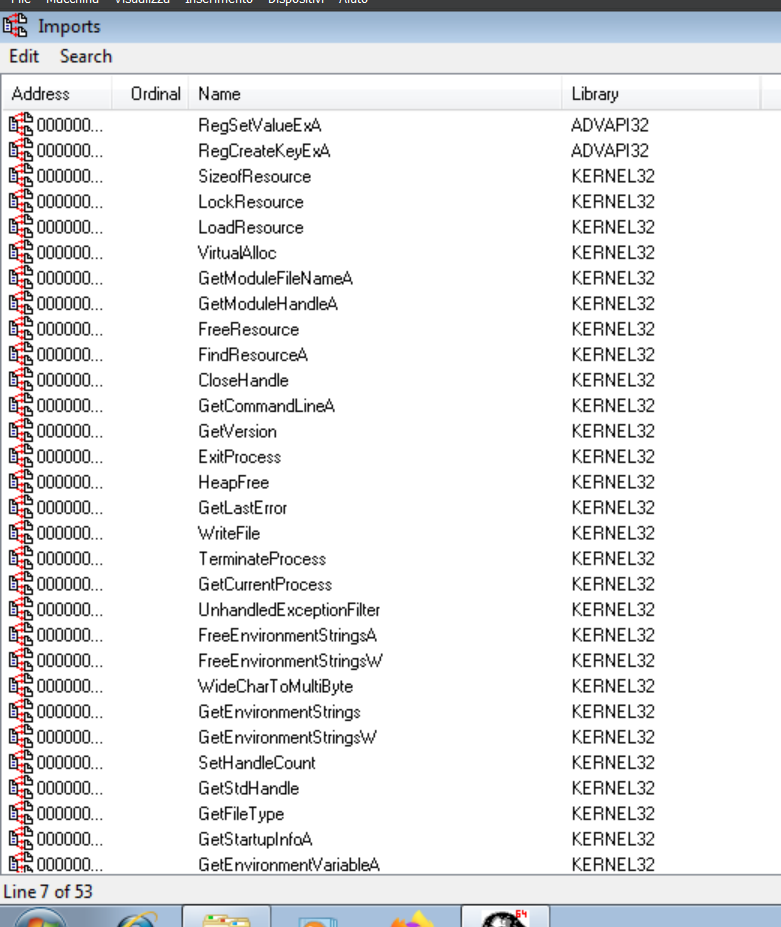 File Macchina Visualizza Inserimento Dispositivi Aiuto
Imports
Edit Search
Address Ordinal Name Library
000000... RegSetValueExA ADVAPI32
000000... RegCreateKeyExA ADVAPI32
000000... SizeofResource KERNEL32
000000... LockResource KERNEL32
000000... LoadResource KERNEL32
000000... VirtualAlloc KERNEL32
000000... GetModuleFileNameA KERNEL32
000000... GetModuleHandleA KERNEL32
000000... FreeResource KERNEL32
000000... FindResourceA KERNEL32
000000... CloseHandle KERNEL32
000000... GetCommandLineA KERNEL32
000000... GetVersion KERNEL32
000000... ExitProcess KERNEL32
000000... HeapFree KERNEL32
000000... GetLastError KERNEL32
000000... WriteFile KERNEL32
000000... TerminateProcess KERNEL32
000000... GetCurrentProcess KERNEL32
000000... UnhandledExceptionFilter KERNEL32
000000... FreeEnvironmentStringsA KERNEL32
000000... FreeEnvironmentStringsW KERNEL32
000000... WideCharToMultiByte KERNEL32
000000... GetEnvironmentStrings KERNEL32
000000... GetEnvironmentStringsW KERNEL32
000000... SetHandleCount KERNEL32
000000... GetStdHandle KERNEL32
000000... GetFileType KERNEL32
000000... GetStartupInfoA KERNEL32
000000... GetEnvironmentVariableA KERNEL32
Line 7 of 53
64